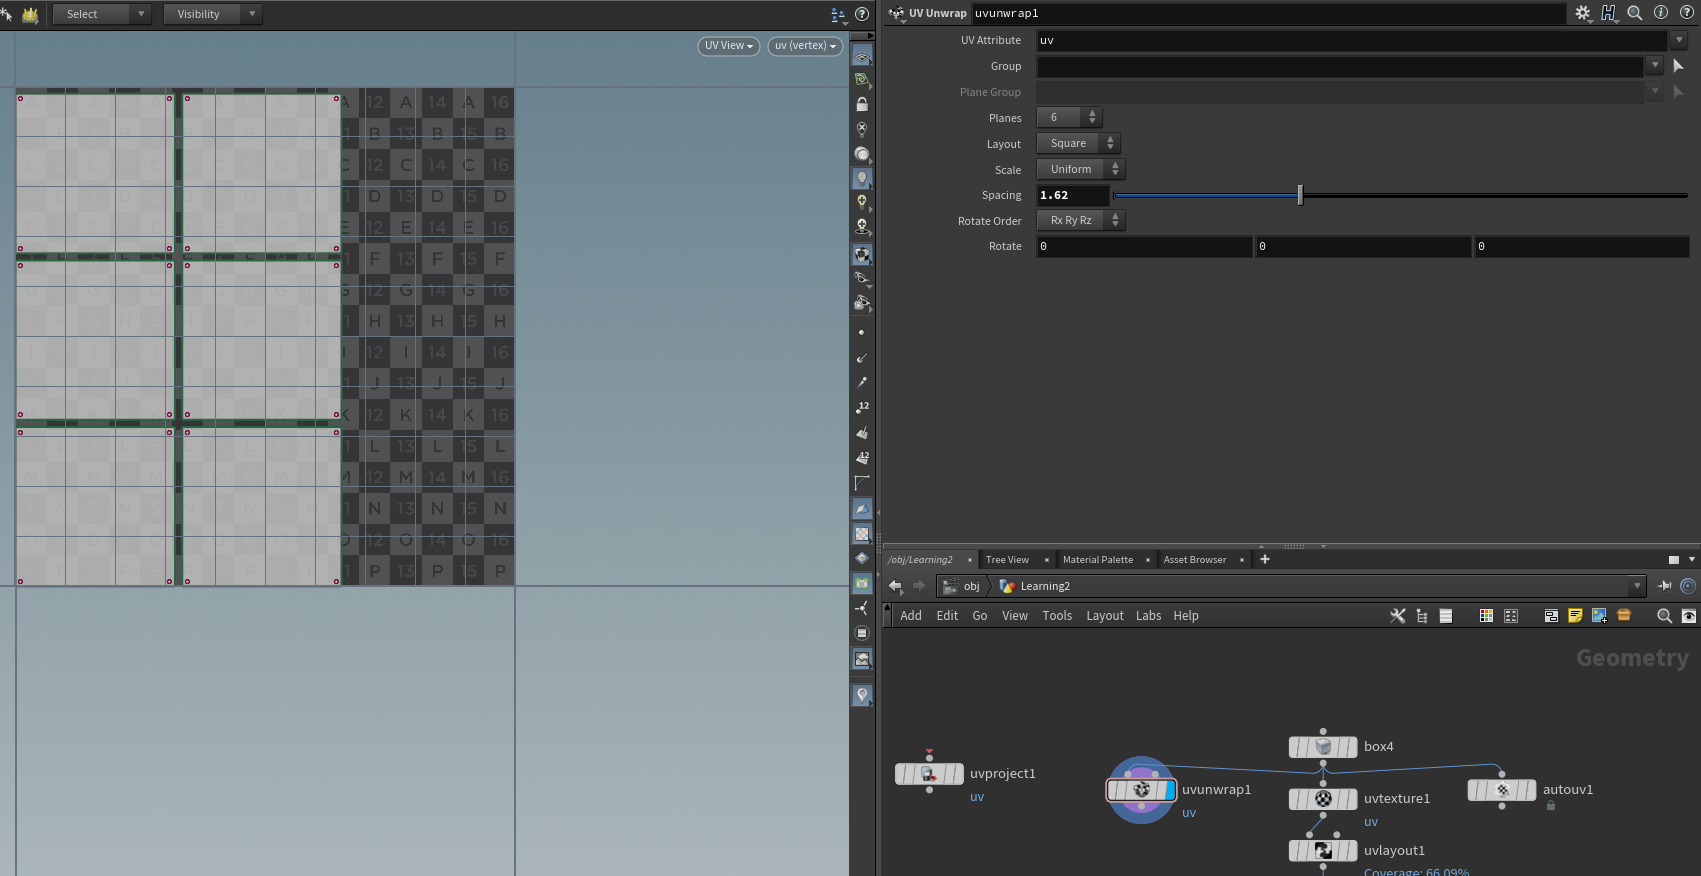 Select
Visibility
UV View
uv (vertex)
A 12 A 14 A 16
B 13 B 15 B
C 12 C 14 C 16
D 13 D 15 D
E 12 E 14 E 16
F 13 F 15 F
G 12 G 14 G 16
H 13 H 15 H
I 12 I 14 I 16
J 13 J 15 J
K 12 K 14 K 16
L 13 L 15 L
M 12 M 14 M 16
N 13 N 15 N
O 12 O 14 O 16
P 13 P 15 P
12
12
UV Unwrap uvunwrap1
UV Attribute uv
Group
Plane Group
Planes 6
Layout Square
Scale Uniform
Spacing 1.62
Rotate Order Rx Ry Rz
Rotate 0 0 0
/obj/Learning2 × Tree View × Material Palette × Asset Browser ×
obj Learning2
Add Edit Go View Tools Layout Labs Help
Geometry
box4
uvproject1
uv
uvunwrap1
uv
uvtexture1
uv
autouv1
uvlayout1
Coverage: 66.09%